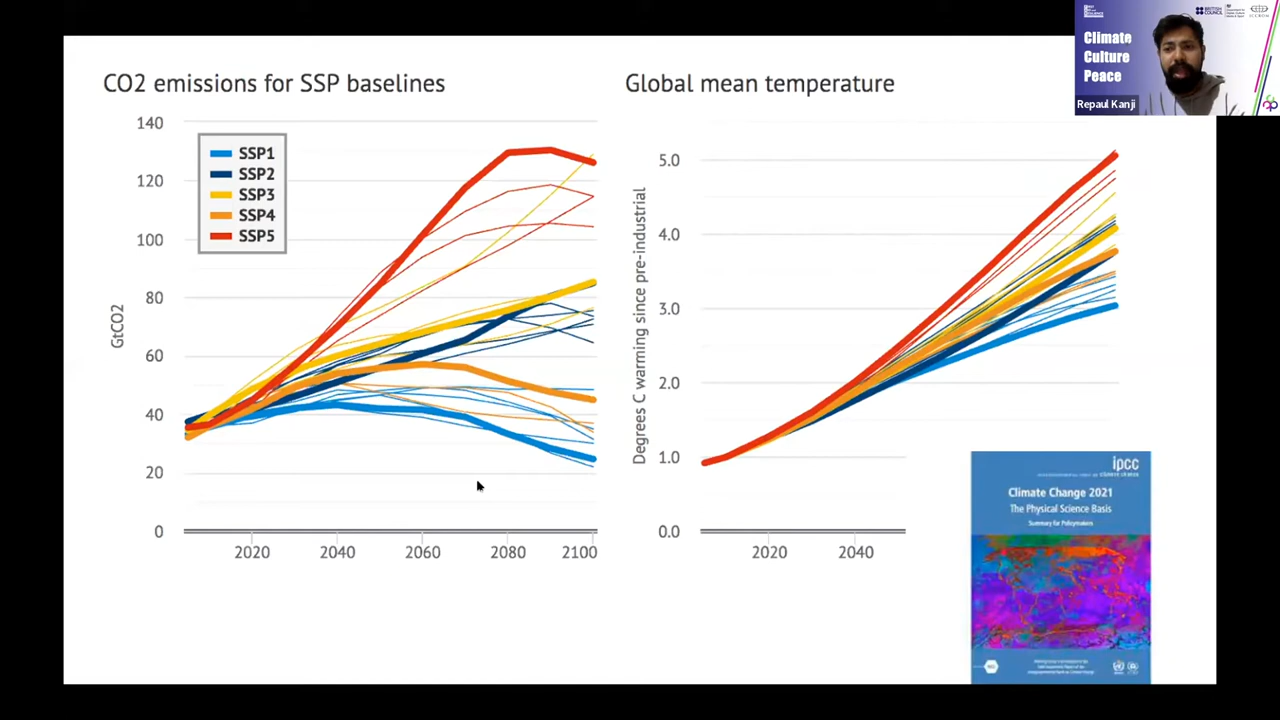 CO2 emissions for SSP baselines
140
120
100
80
60
40
20
0
GtCO2
SSP1
SSP2
SSP3
SSP4
SSP5
2020
2040
2060
2080
2100
Global mean temperature
5.0
4.0
3.0
2.0
1.0
0.0
Degrees C warming since pre-industrial
2020
2040
Climate
Culture
Peace
Repaul Kanji
BRITISH
COUNCIL
ICCROM
ipcc
Climate Change 2021
The Physical Science Basis
Summary for Policymakers